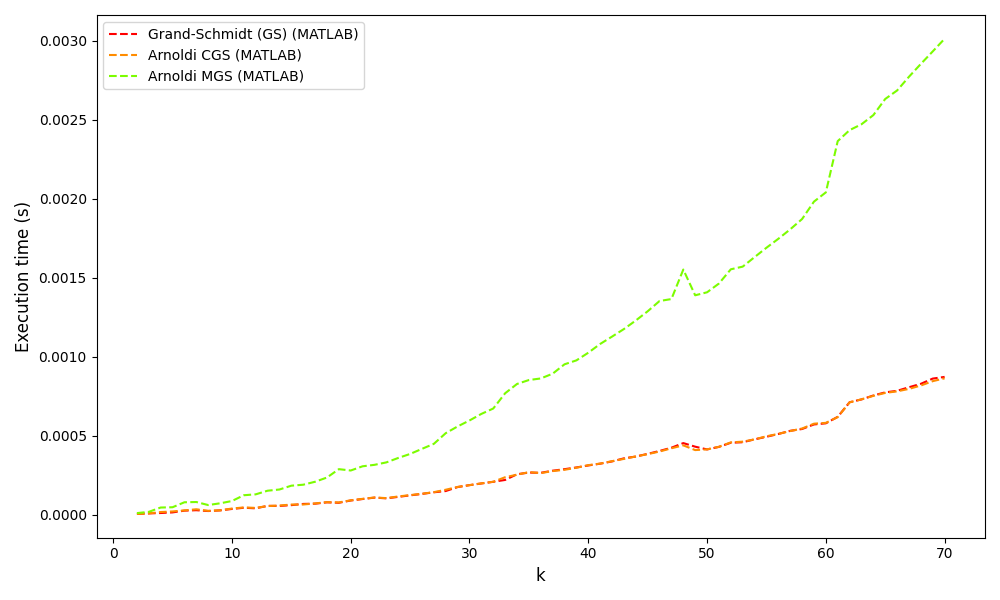 Grand-Schmidt (GS) (MATLAB)
Arnoldi CGS (MATLAB)
Arnoldi MGS (MATLAB)
0.0030
0.0025
0.0020
0.0015
0.0010
0.0005
0.0000
Execution time (s)
0 10 20 30 40 50 60 70
k